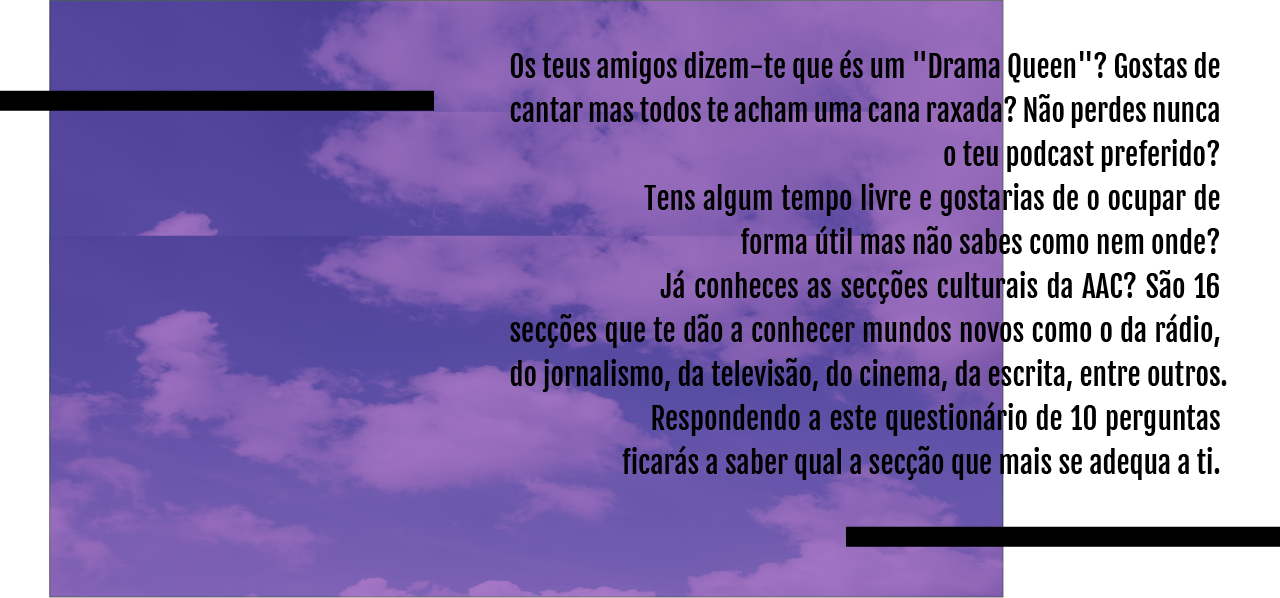 Os teus amigos dizem-te que és um "Drama Queen"? Gostas de
cantar mas todos te acham uma cana raxada? Não perdes nunca
o teu podcast preferido?
Tens algum tempo livre e gostarias de o ocupar de
forma útil mas não sabes como nem onde?
Já conheces as secções culturais da AAC? São 16
secções que te dão a conhecer mundos novos como o da rádio,
do jornalismo, da televisão, do cinema, da escrita, entre outros.
Respondendo a este questionário de 10 perguntas
ficarás a saber qual a secção que mais se adequa a ti.